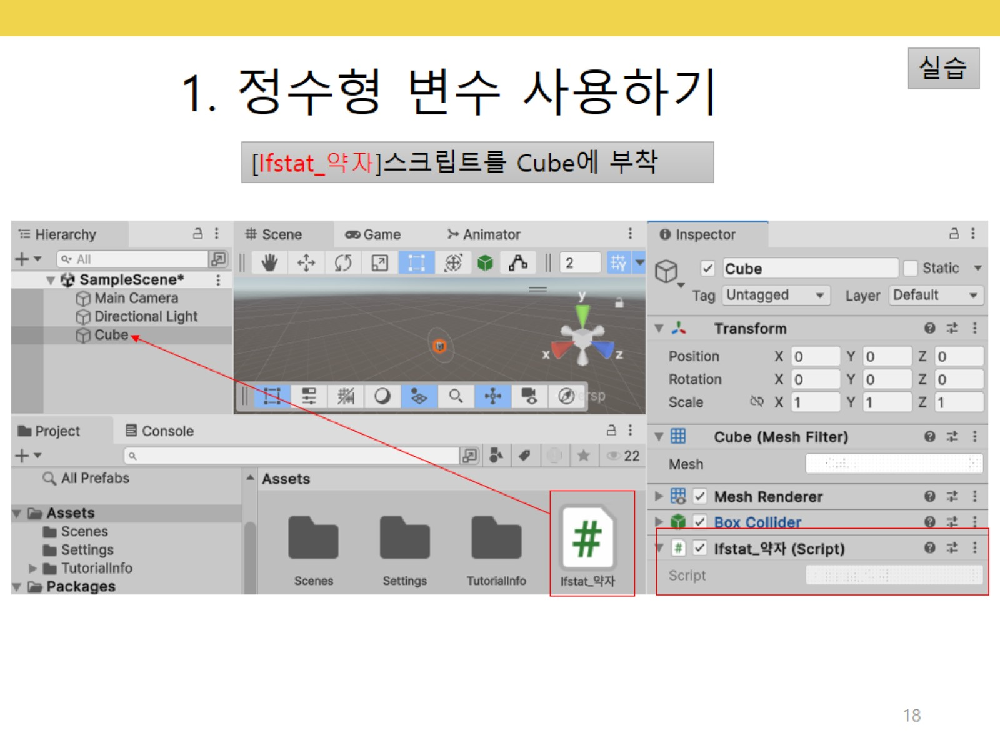 실습
1. 정수형 변수 사용하기
[Ifstat_약자]스크립트를 Cube에 부착
Hierarchy
All
SampleScene*
Main Camera
Directional Light
Cube
Scene
Game
Animator
2
y
x
z
Persp
Project
Console
22
All Prefabs
Assets
Scenes
Settings
TutorialInfo
Packages
Assets
Scenes
Settings
TutorialInfo
Ifstat_약자
Inspector
Cube
Static
Tag Untagged Layer Default
Transform
Position X 0 Y 0 Z 0
Rotation X 0 Y 0 Z 0
Scale X 1 Y 1 Z 1
Cube (Mesh Filter)
Mesh
Mesh Renderer
Box Collider
Ifstat_약자 (Script)
Script
18